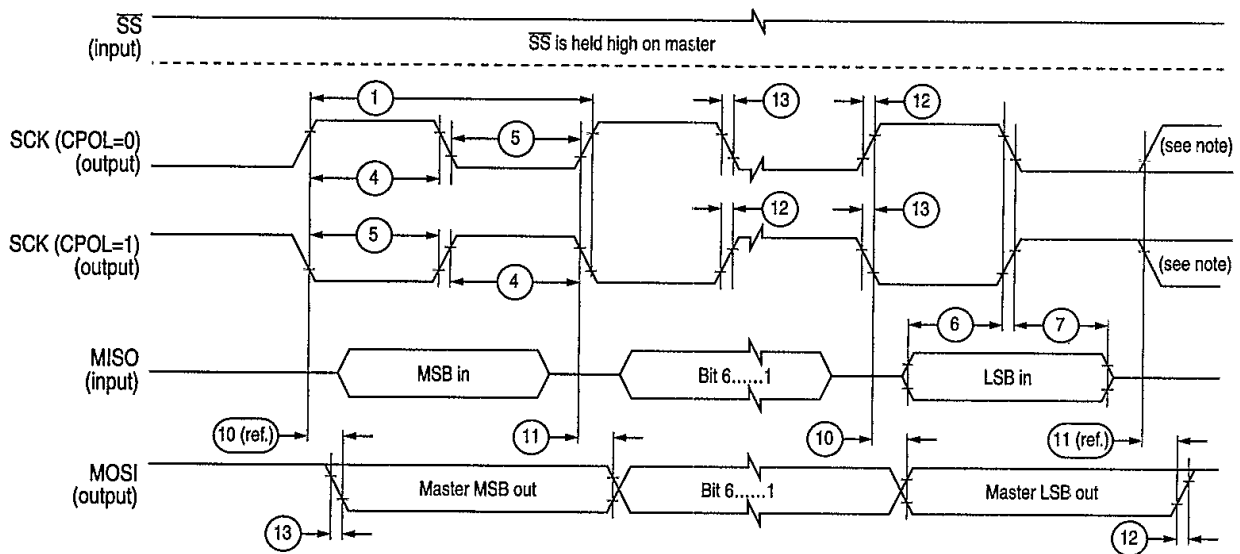 SS
(input)
SS is held high on master
1
13
12
SCK (CPOL=0)
(output)
5
(see note)
4
12
13
SCK (CPOL=1)
(output)
5
(see note)
4
6
7
MISO
(input)
MSB in
Bit 6......1
LSB in
10 (ref.)
11
10
11 (ref.)
MOSI
(output)
Master MSB out
Bit 6......1
Master LSB out
13
12